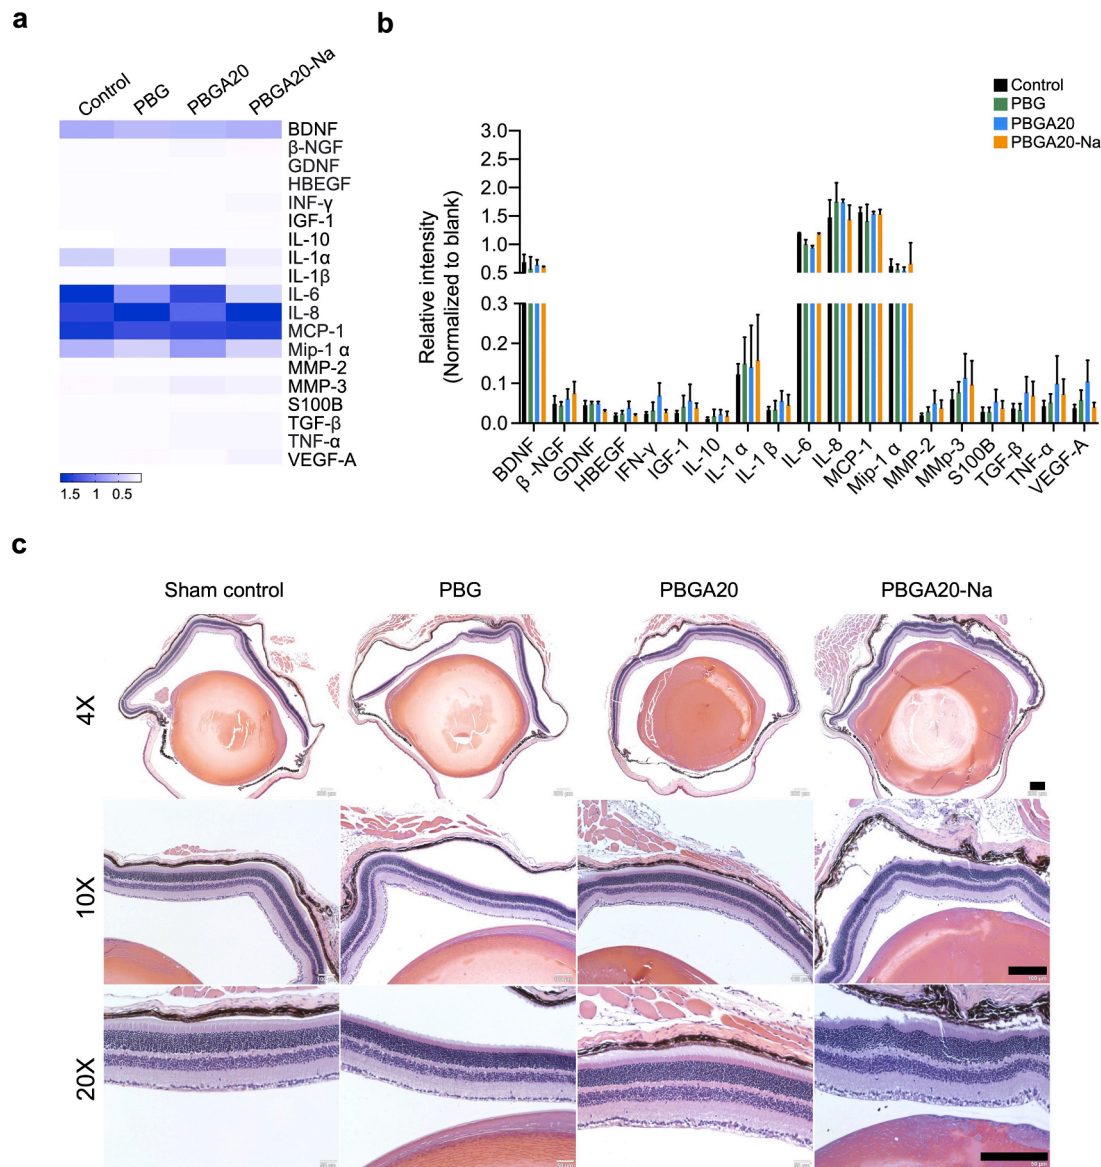 a
Control
PBG
PBGA20
PBGA20-Na
BDNF
β-NGF
GDNF
HBEGF
INF-γ
IGF-1
IL-10
IL-1α
IL-1β
IL-6
IL-8
MCP-1
Mip-1 α
MMP-2
MMP-3
S100B
TGF-β
TNF-α
VEGF-A
1.5 1 0.5
b
Control
PBG
PBGA20
PBGA20-Na
Relative intensity
(Normalized to blank)
3.0
2.5
2.0
1.5
1.0
0.5
0.3
0.2
0.1
0.0
BDNF
β -NGF
GDNF
HBEGF
IFN-γ
IGF-1
IL-10
IL-1 α
IL-1 β
IL-6
IL-8
MCP-1
Mip-1 α
MMP-2
MMp-3
S100B
TGF-β
TNF-α
VEGF-A
c
Sham control
PBG
PBGA20
PBGA20-Na
4X
10X
100 μm
20X
50 μm